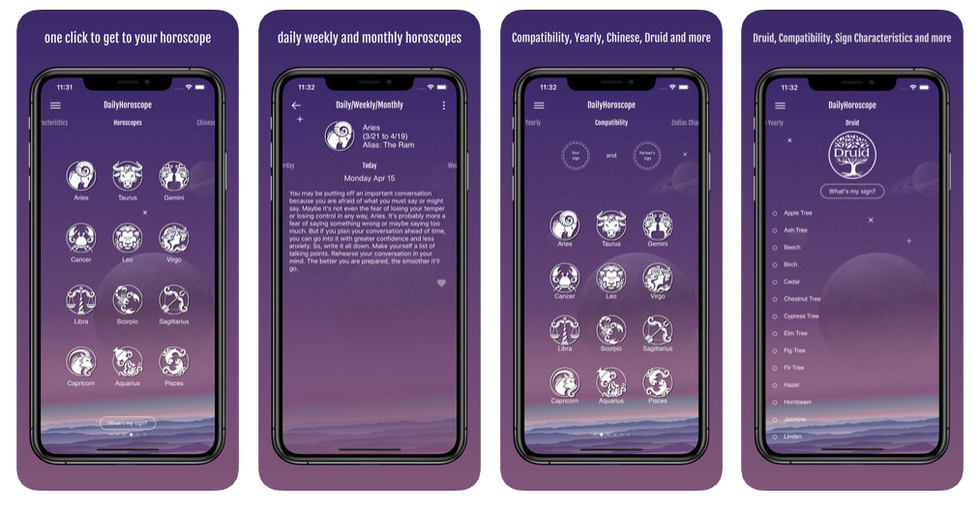 one click to get to your horoscope
11:31
DailyHoroscope
acteristics Horoscopes Chinese
Aries Taurus Gemini
Cancer Leo Virgo
Libra Scorpio Sagittarius
Capricorn Aquarius Pisces
What's my sign?
daily weekly and monthly horoscopes
11:32
Daily/Weekly/Monthly
Aries
(3/21 to 4/19)
Alias: The Ram
rday Today We
Monday Apr 15
You may be putting off an important conversation
because you are afraid of what you must say or might
say. Maybe it's not even the fear of losing your temper
or losing control in any way, Aries. It's probably more a
fear of saying something wrong or maybe saying too
much. But if you plan your conversation ahead of time,
you can go into it with greater confidence and less
anxiety. So, write it all down. Make yourself a list of
talking points. Rehearse your conversation in your
mind. The better you are prepared, the smoother it'll
go.
Compatibility, Yearly, Chinese, Druid and more
11:32
DailyHoroscope
Yearly Compatibility Zodiac Char
Your
sign
and
Partner's
sign
Aries Taurus Gemini
Cancer Leo Virgo
Libra Scorpio Sagittarius
Capricorn Aquarius Pisces
Druid, Compatibility, Sign Characteristics and more
11:32
DailyHoroscope
Yearly Druid
Druid
What's my sign?
Apple Tree
Ash Tree
Beech
Birch
Cedar
Chestnut Tree
Cypress Tree
Elm Tree
Fig Tree
Fir Tree
Hazel
Hornbeam
Jasmine
Linden